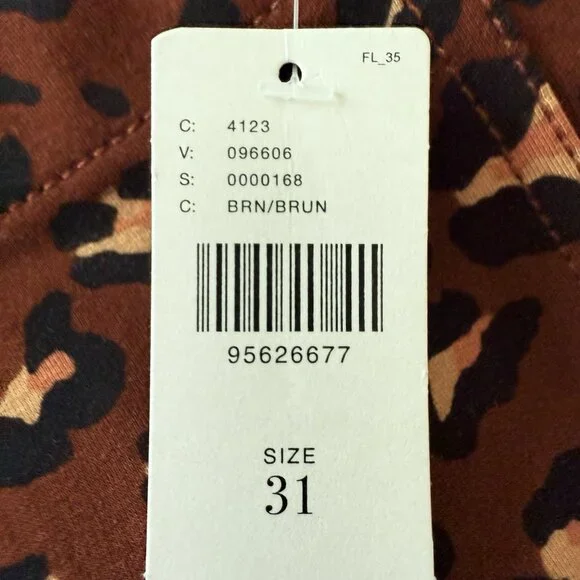 FL_35
C: 4123
V: 096606
S: 0000168
C: BRN/BRUN
95626677
SIZE
31